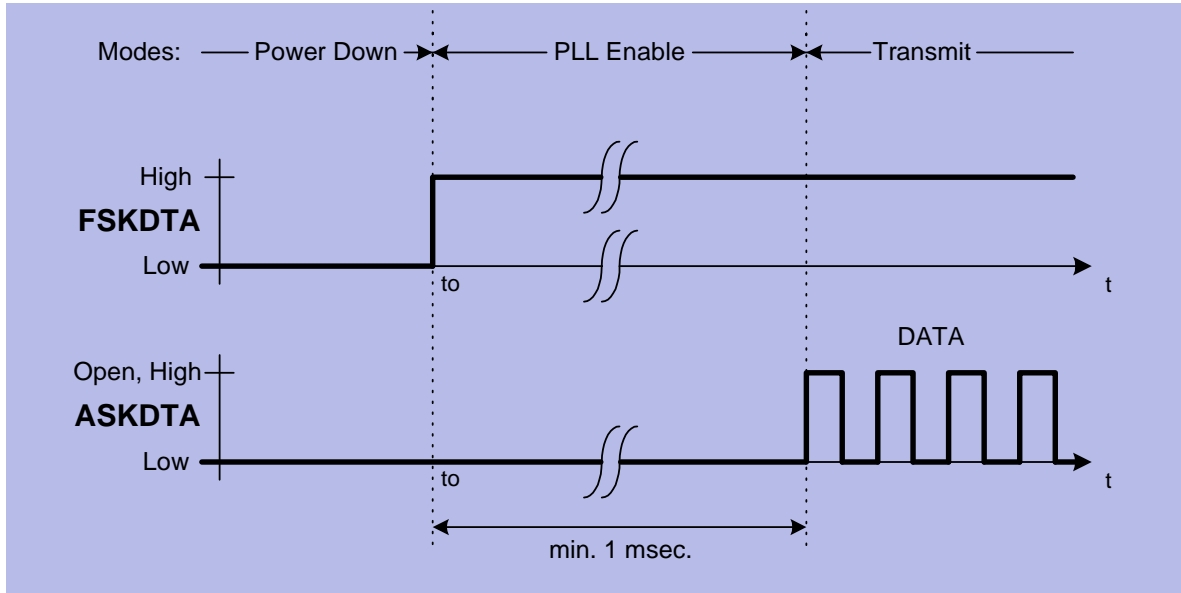 Modes: Power Down PLL Enable Transmit
High
FSKDTA
Low
to
t
DATA
Open, High
ASKDTA
Low
to
t
min. 1 msec.